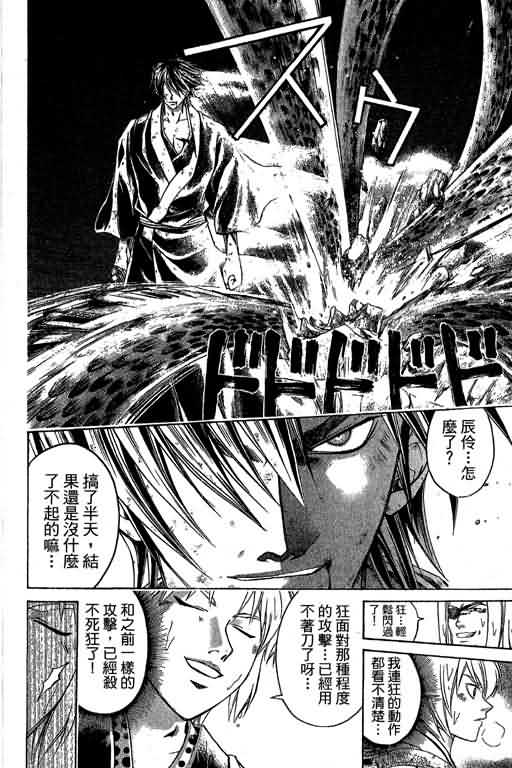 スウ
ドドドドドド
辰伶…怎
麼了？
搞了半天，結
果還是沒什麼
了不起的嘛…
狂…輕
鬆閃過
了！
我連狂的動作
都看不清楚…
狂面對那種程度
的攻擊…已經用
不著刀了呀…
和之前一樣的
攻擊，已經殺
不死狂了！